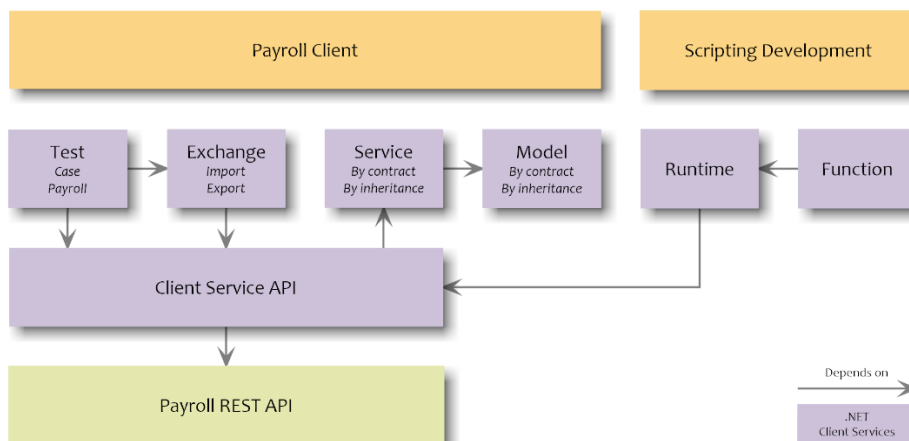 Payroll Client
Scripting Development
Test
Case
Payroll
Exchange
Import
Export
Service
By contract
By inheritance
Model
By contract
By inheritance
Runtime
Function
Client Service API
Payroll REST API
Depends on
.NET
Client Services